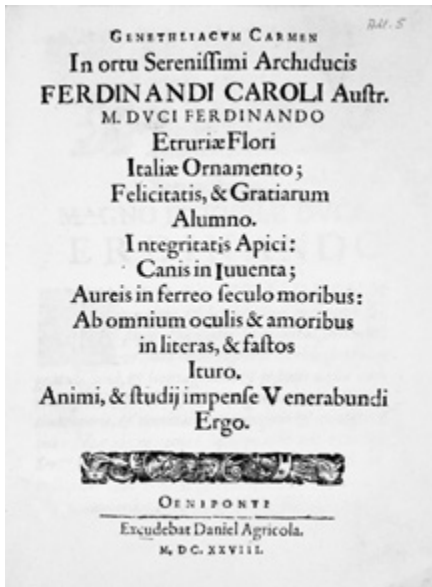 GENETHLIACVM CARMEN
In ortu Sereniſſimi Archiducis
FERDINANDI CAROLI Auſtr.
M. DVCI FERDINANDO
Etruriæ Flori
Italiæ Ornamento;
Felicitatis, & Gratiarum
Alumno.
Integritatis Apici:
Canis in Iuuenta;
Aureis in ferreo ſeculo moribus:
Ab omnium oculis & amoribus
in literas, & faſtos
Ituro.
Animi, & ſtudij impenſe Venerabundi
Ergo.
OENIPONTI
Excudebat Daniel Agricola.
M, DC. XXVIII.